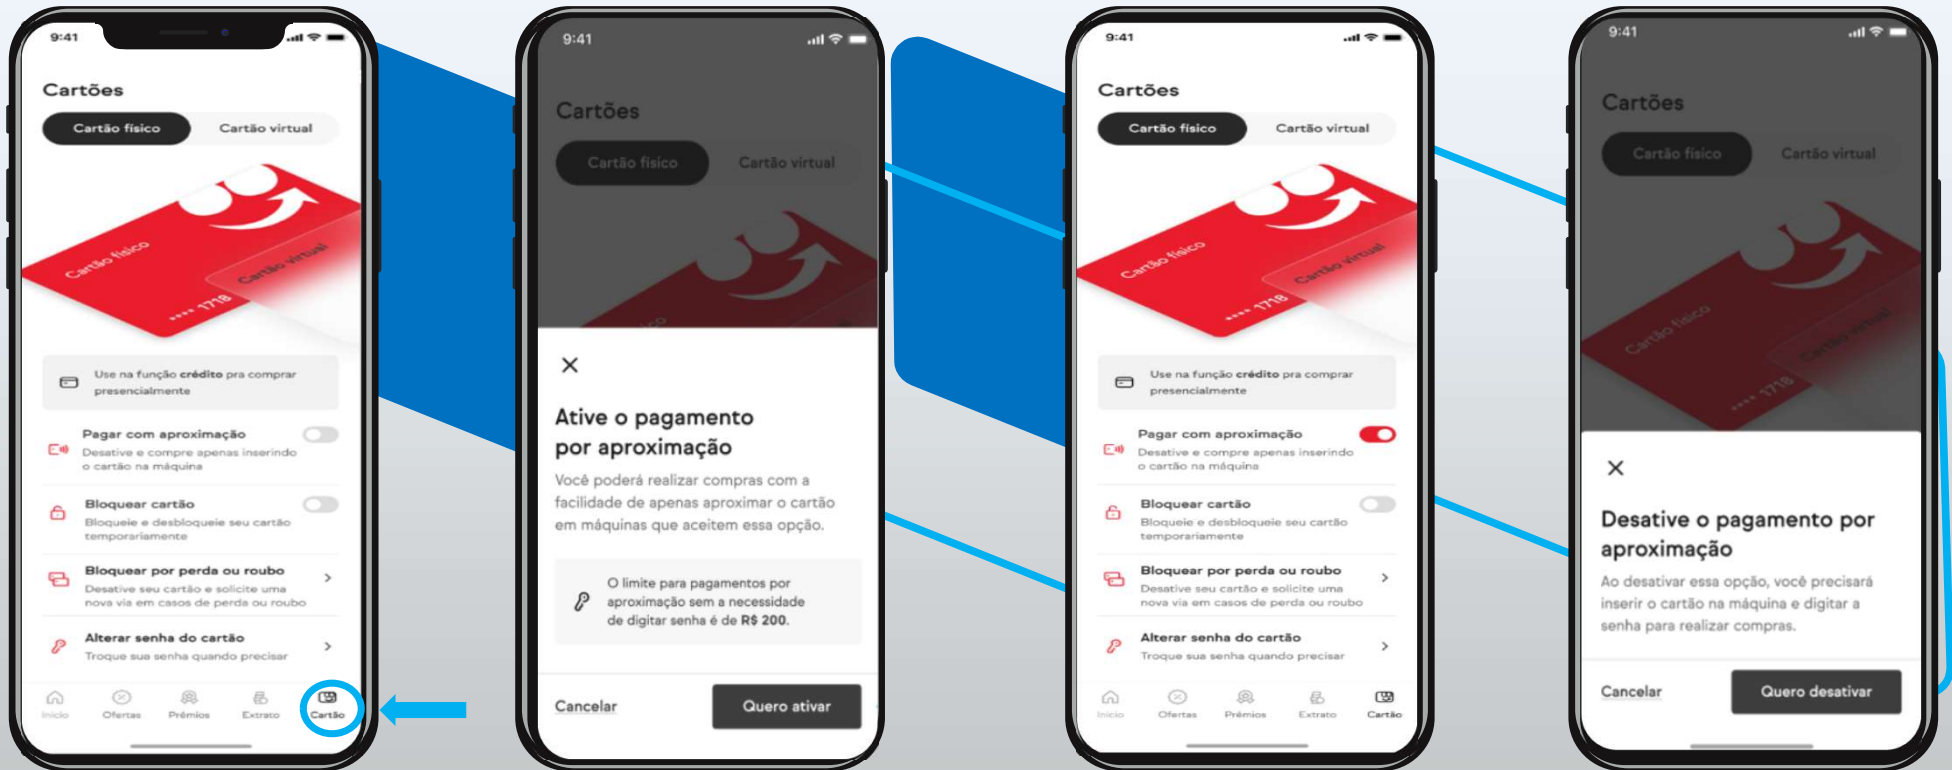 9:41
Cartões
Cartão físico
Cartão virtual
Cartão físico
Cartão virtual
•••• 1718
Use na função crédito pra comprar
presencialmente
Pagar com aproximação
Desative e compre apenas inserindo
o cartão na máquina
Bloquear cartão
Bloqueie e desbloqueie seu cartão
temporariamente
Bloquear por perda ou roubo
Desative seu cartão e solicite uma
nova via em casos de perda ou roubo
Alterar senha do cartão
Troque sua senha quando precisar
Início
Ofertas
Prêmios
Extrato
Cartão
9:41
Cartões
Cartão físico
Cartão virtual
Ative o pagamento
por aproximação
Você poderá realizar compras com a
facilidade de apenas aproximar o cartão
em máquinas que aceitem essa opção.
O limite para pagamentos por
aproximação sem a necessidade
de digitar senha é de R$ 200.
Cancelar
Quero ativar
9:41
Cartões
Cartão físico
Cartão virtual
Cartão físico
Cartão virtual
•••• 1718
Use na função crédito pra comprar
presencialmente
Pagar com aproximação
Desative e compre apenas inserindo
o cartão na máquina
Bloquear cartão
Bloqueie e desbloqueie seu cartão
temporariamente
Bloquear por perda ou roubo
Desative seu cartão e solicite uma
nova via em casos de perda ou roubo
Alterar senha do cartão
Troque sua senha quando precisar
Início
Ofertas
Prêmios
Extrato
Cartão
9:41
Cartões
Cartão físico
Cartão virtual
Cartão físico
Cartão virtual
•••• 1718
Desative o pagamento por
aproximação
Ao desativar essa opção, você precisará
inserir o cartão na máquina e digitar a
senha para realizar compras.
Cancelar
Quero desativar